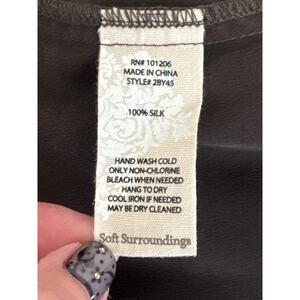 RN# 101206
MADE IN CHINA
STYLE# 2BY45
100% SILK
HAND WASH COLD
ONLY NON-CHLORINE
BLEACH WHEN NEEDED
HANG TO DRY
COOL IRON IF NEEDED
MAY BE DRY CLEANED
Soft Surroundings